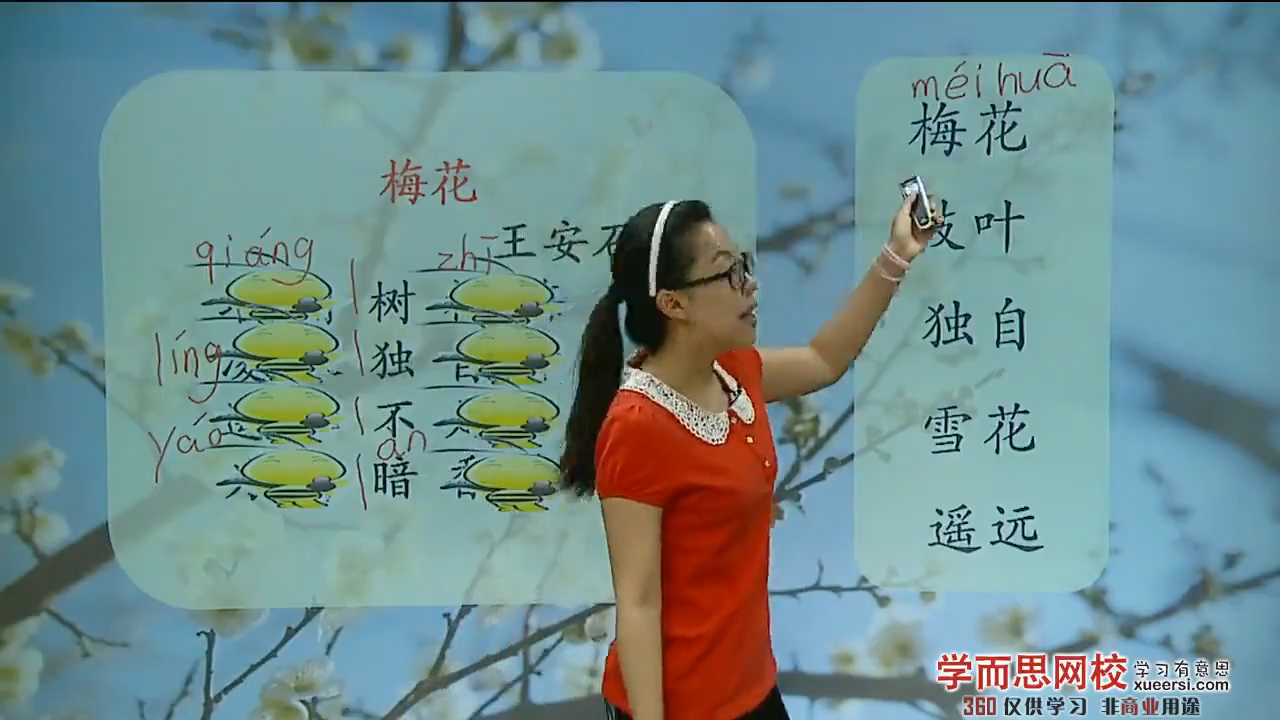 梅花
王安石
qiáng zhī
树
líng
独
yáo
不
àn
暗
méi huā
梅花
枝叶
独自
雪花
遥远
学而思网校 学习有意思
xueersi.com
360 仅供学习 非商业用途